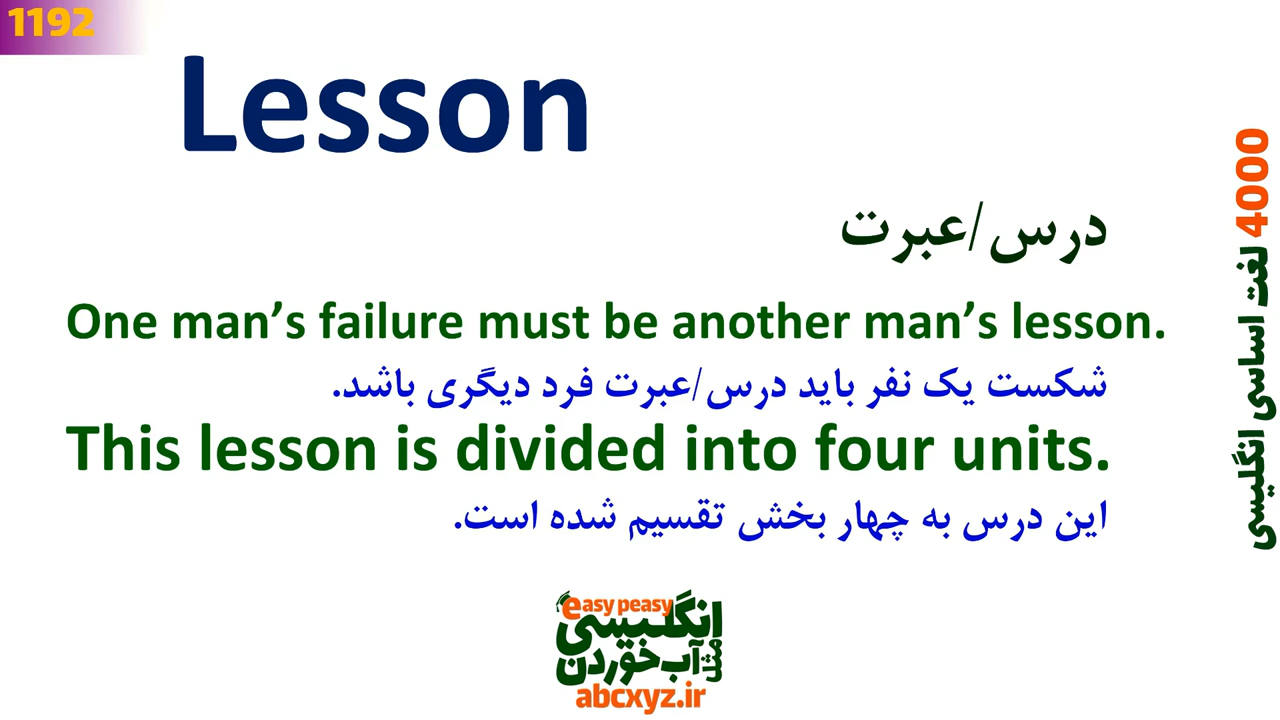 1192
Lesson
درس/عبرت
One man’s failure must be another man’s lesson.
شکست یک نفر باید درس/عبرت فرد دیگری باشد.
This lesson is divided into four units.
این درس به چهار بخش تقسیم شده است.
4000 لغت اساسی انگلیسی
easy peasy
انگلیسی
مثل آب خوردن
abcxyz.ir